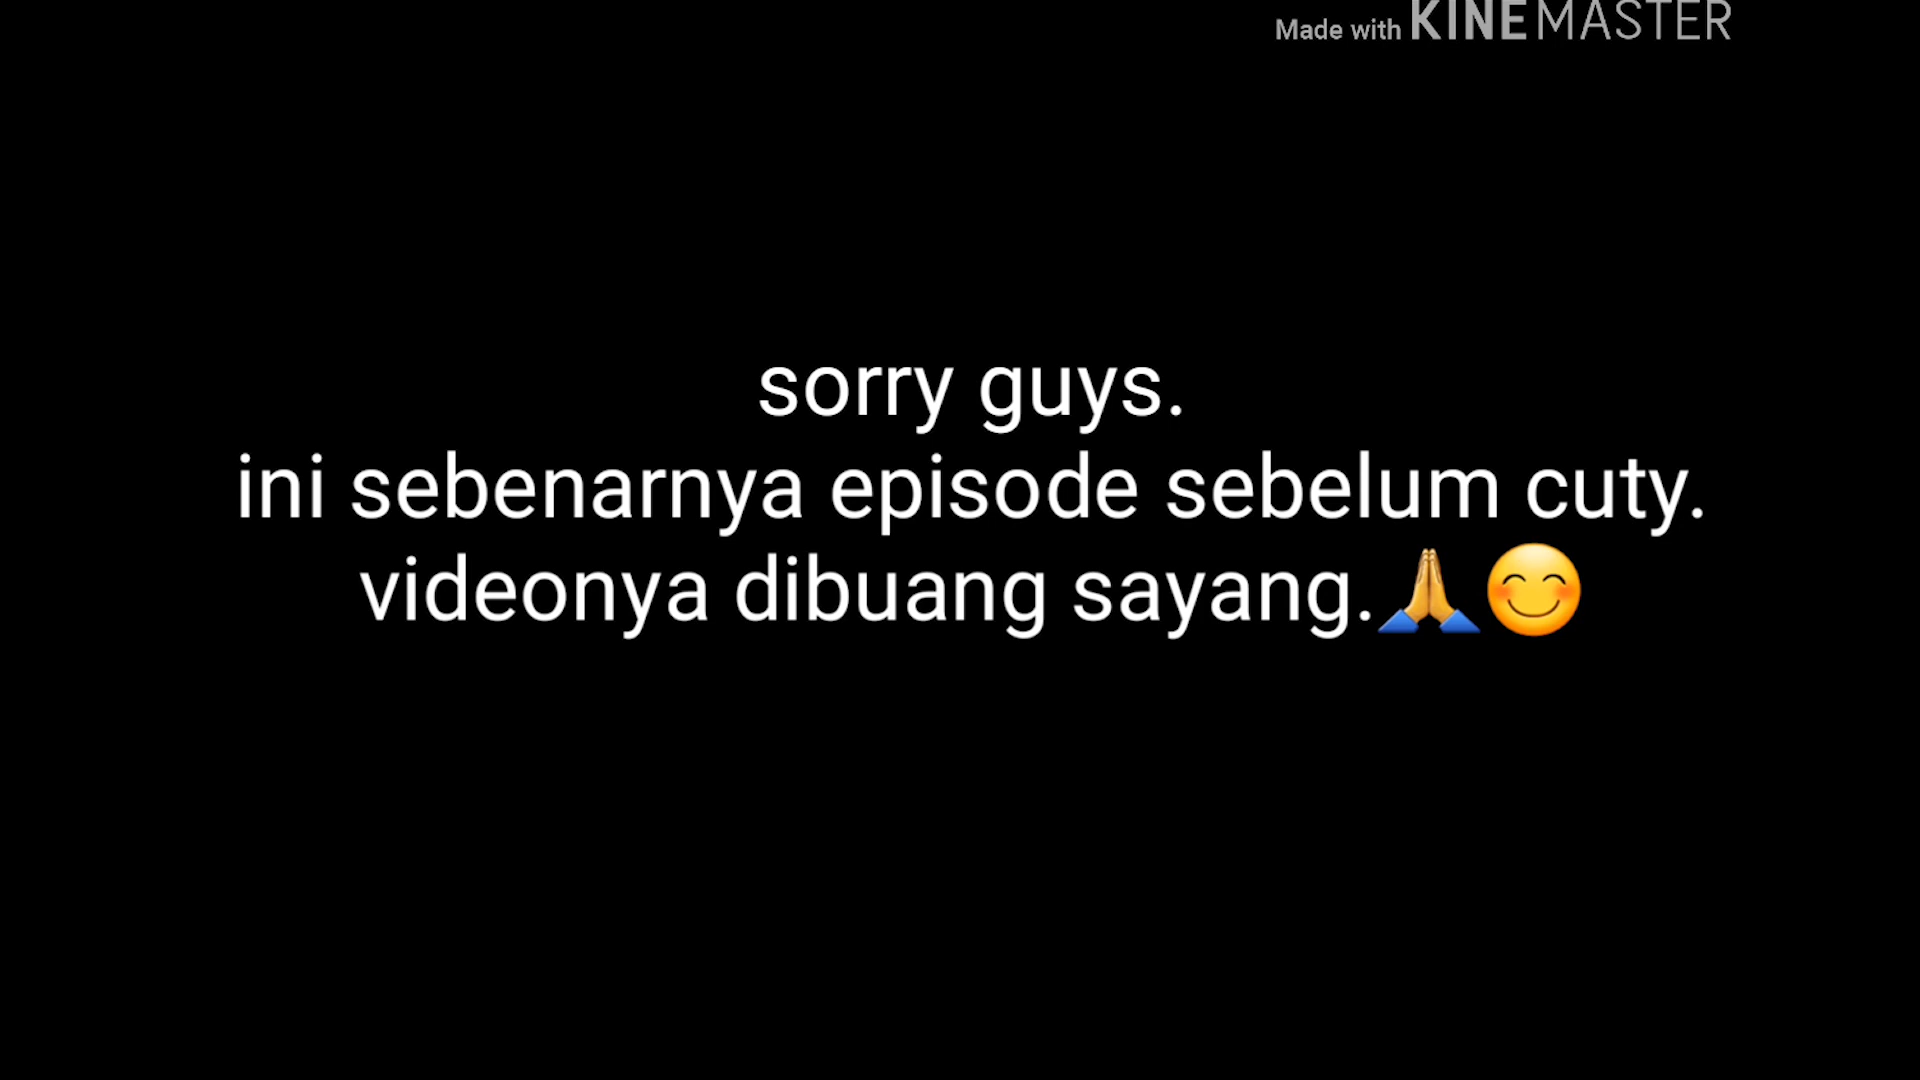 Made with KINEMASTER
sorry guys.
ini sebenarnya episode sebelum cuty.
videonya dibuang sayang.🙏😊